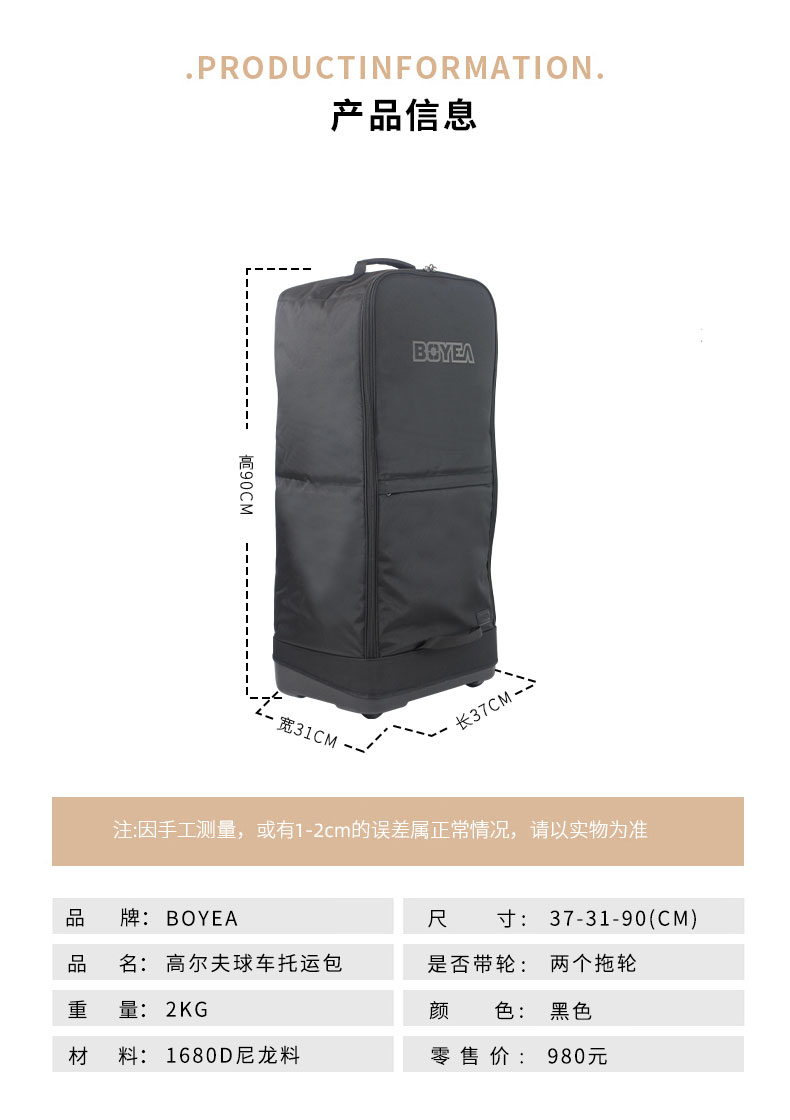 .PRODUCTINFORMATION.
产品信息
BOYEA
高90CM
宽31CM
长37CM
注:因手工测量，或有1-2cm的误差属正常情况，请以实物为准
品 牌： BOYEA
尺 寸： 37-31-90(CM)
品 名： 高尔夫球车托运包
是否带轮： 两个拖轮
重 量： 2KG
颜 色： 黑色
材 料： 1680D尼龙料
零售价： 980元